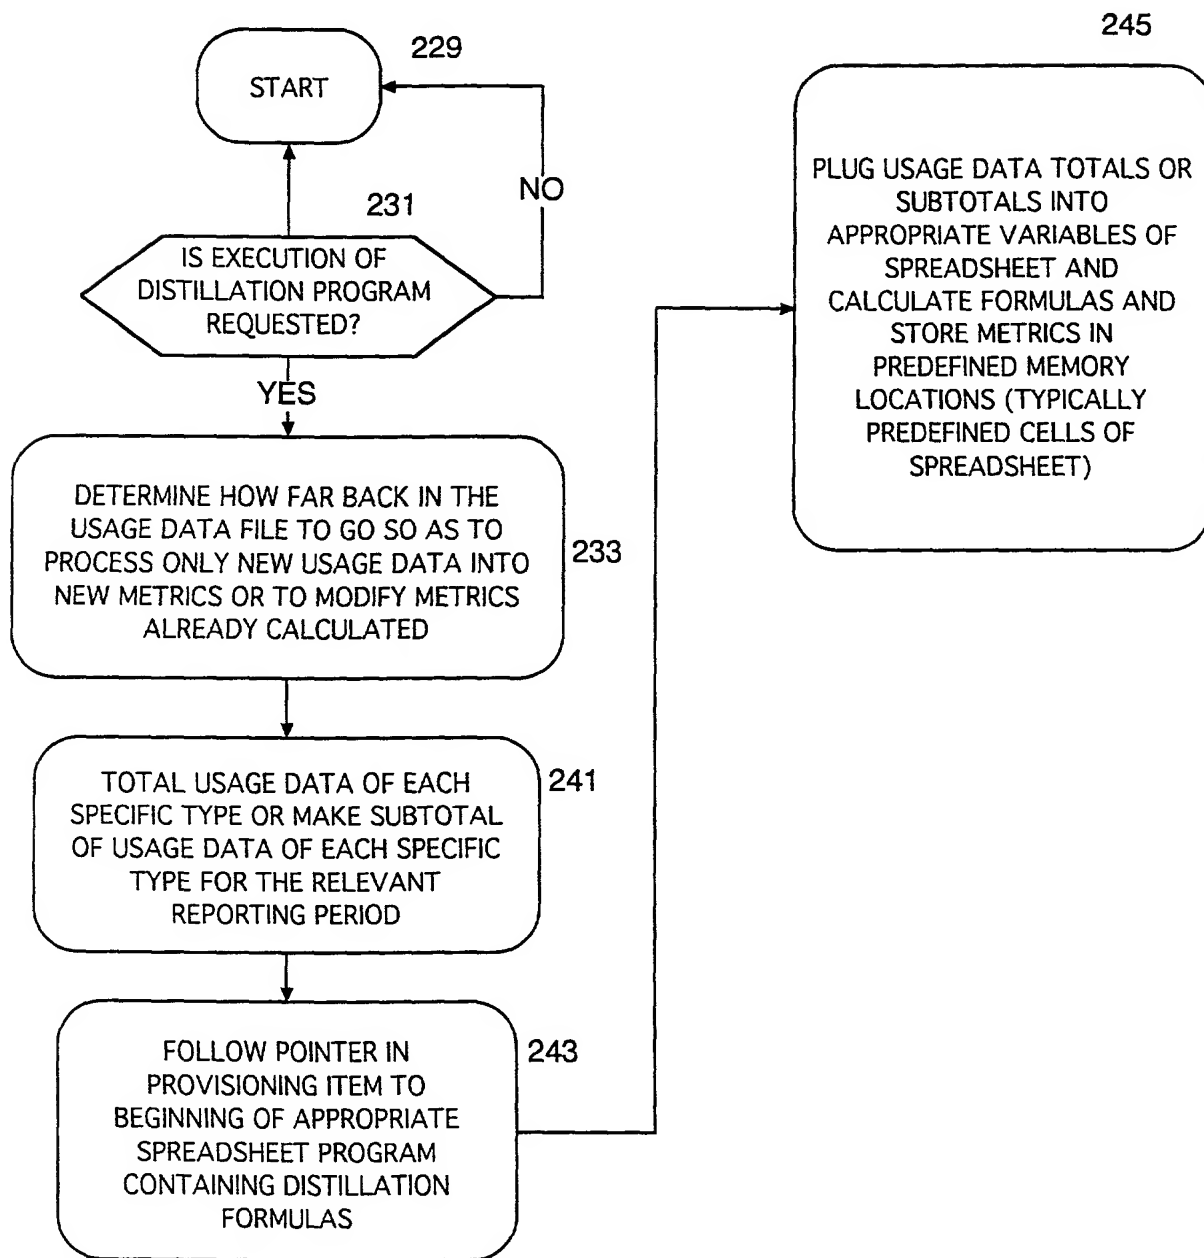 229
START
NO
231
IS EXECUTION OF
DISTILLATION PROGRAM
REQUESTED?
YES
DETERMINE HOW FAR BACK IN THE
USAGE DATA FILE TO GO SO AS TO
PROCESS ONLY NEW USAGE DATA INTO
NEW METRICS OR TO MODIFY METRICS
ALREADY CALCULATED
233
TOTAL USAGE DATA OF EACH
SPECIFIC TYPE OR MAKE SUBTOTAL
OF USAGE DATA OF EACH SPECIFIC
TYPE FOR THE RELEVANT
REPORTING PERIOD
241
FOLLOW POINTER IN
PROVISIONING ITEM TO
BEGINNING OF APPROPRIATE
SPREADSHEET PROGRAM
CONTAINING DISTILLATION
FORMULAS
243
245
PLUG USAGE DATA TOTALS OR
SUBTOTALS INTO
APPROPRIATE VARIABLES OF
SPREADSHEET AND
CALCULATE FORMULAS AND
STORE METRICS IN
PREDEFINED MEMORY
LOCATIONS (TYPICALLY
PREDEFINED CELLS OF
SPREADSHEET)